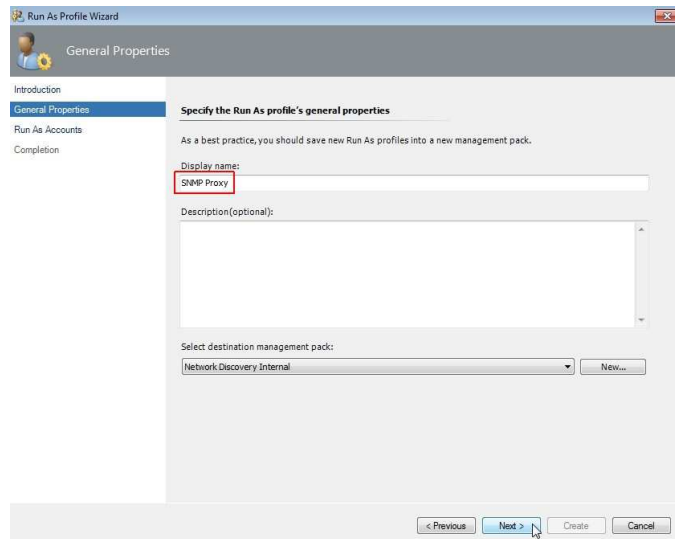 Run As Profile Wizard
General Properties
Introduction
General Properties
Run As Accounts
Completion
Specify the Run As profile's general properties
As a best practice, you should save new Run As profiles into a new management pack.
Display name:
SNMP Proxy
Description(optional):
Select destination management pack:
Network Discovery Internal
New...
< Previous
Next >
Create
Cancel